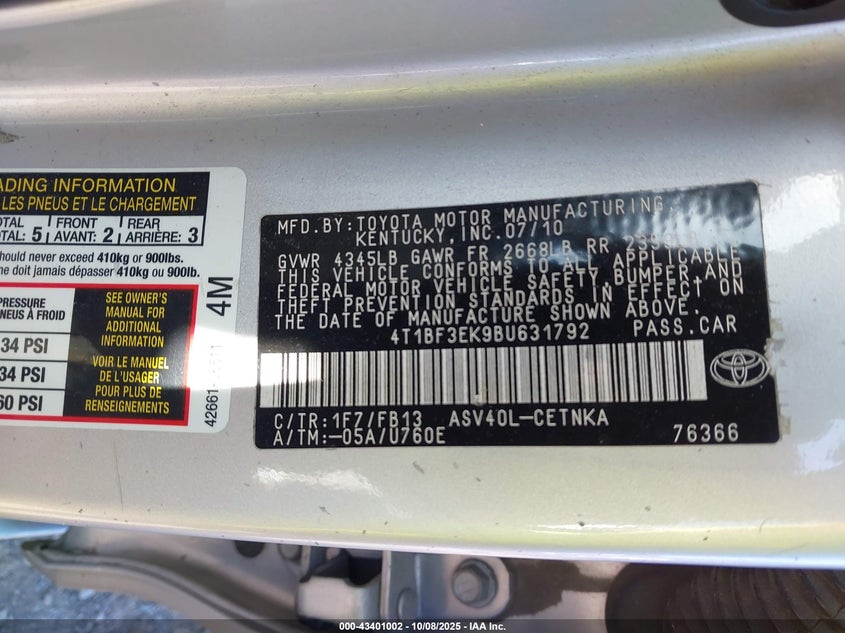 ADING INFORMATION
LES PNEUS ET LE CHARGEMENT
OTAL
TAL: 5
FRONT
AVANT: 2
REAR
ARRIÈRE: 3
hould never exceed 410kg or 900lbs.
ne doit jamais dépasser 410kg ou 900lb.
PRESSURE
NEUS À FROID
34 PSI
34 PSI
60 PSI
SEE OWNER'S
MANUAL FOR
ADDITIONAL
INFORMATION
VOIR LE MANUEL
DE L'USAGER
POUR PLUS DE
RENSEIGNEMENTS
4M
MFD.BY:TOYOTA MOTOR MANUFACTURING,
KENTUCKY,INC.07/10
GVWR 4345LB GAWR FR 2668LB RR
THIS VEHICLE CONFORMS TO ALL APPLICABLE
FEDERAL MOTOR VEHICLE SAFETY,BUMPER,AND
THEFT PREVENTION STANDARDS IN EFFECT ON
THE DATE OF MANUFACTURE SHOWN ABOVE.
4T1BF3EK9BU631792 PASS.CAR
C/TR:1F7/FB13 ASV40L-CETNKA
A/TM:-05A/U760E 76366
000-43401002 - 10/08/2025 - IAA Inc.